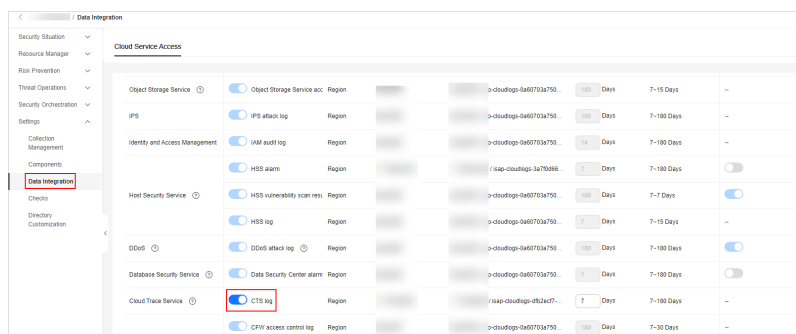 / Data Integration
Security Situation
Resource Manager
Risk Prevention
Threat Operations
Security Orchestration
Settings
Collection
Management
Components
Data Integration
Checks
Directory
Customization
Cloud Service Access
Object Storage Service Object Storage Service acc Region p-cloudlogs-0a60703a750... 180 Days 7~15 Days --
IPS IPS attack log Region p-cloudlogs-0a60703a750... 180 Days 7~180 Days --
Identity and Access Management IAM audit log Region p-cloudlogs-0a60703a750... 14 Days 7~180 Days --
HSS alarm Region / isap-cloudlogs-3a7f0d66... 7 Days 7~180 Days
Host Security Service HSS vulnerability scan resu Region p-cloudlogs-0a60703a750... 180 Days 7~7 Days
HSS log Region p-cloudlogs-0a60703a750... 7 Days 7~15 Days --
DDoS DDoS attack log Region p-cloudlogs-0a60703a750... 180 Days 7~180 Days
Database Security Service Data Security Center alarm Region p-cloudlogs-0a60703a750... 7 Days 7~180 Days
Cloud Trace Service CTS log Region / isap-cloudlogs-dfb2ecf7-... 7 Days 7~180 Days --
CFW access control log Region p-cloudlogs-0a60703a750... 180 Days 7~30 Days --